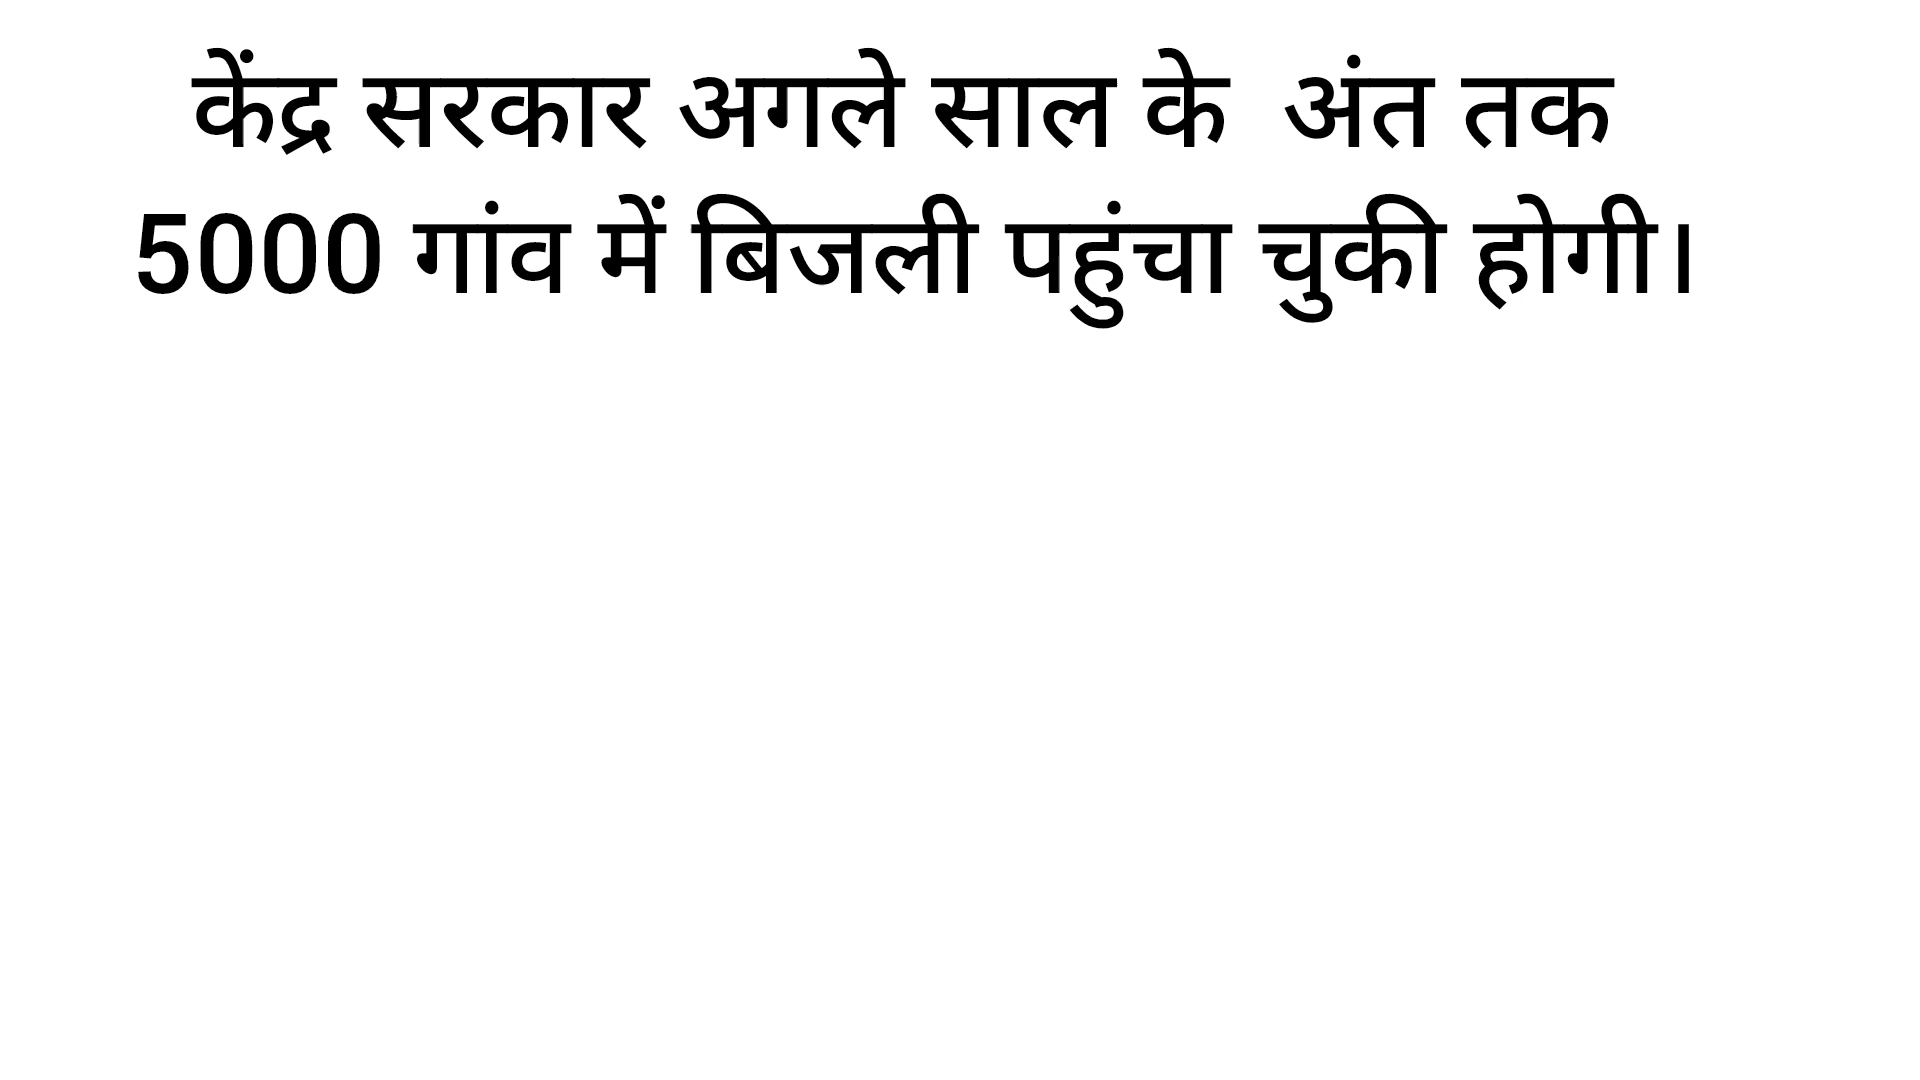 केंद्र सरकार अगले साल के  अंत तक
5000 गांव में बिजली पहुंचा चुकी होगी।